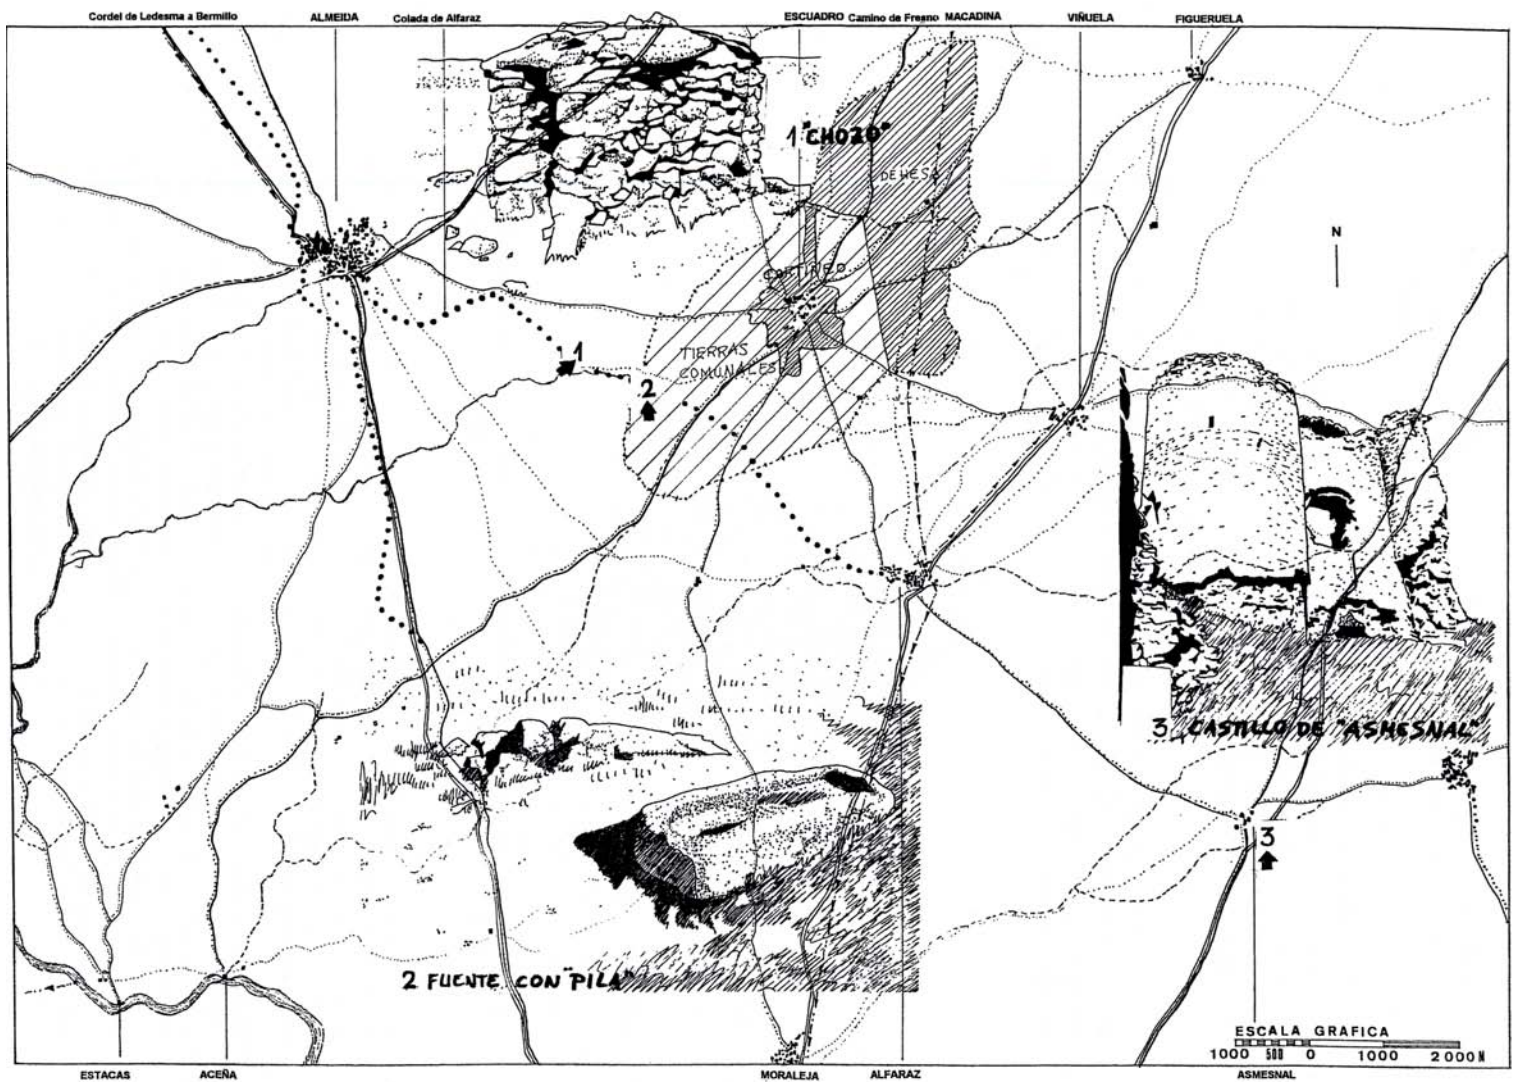 Cordel de Ledesma a Bermillo
ALMEIDA
Colada de Alfaraz
ESCUADRO
Camino de Fresno
MACADINA
VIÑUELA
FIGUERUELA
1 "CHOZO"
DEHESA
N
CORTINEO
1
TIERRAS
COMUNALES
2
3 CASTILLO DE "ASMESNAL"
3
2 FUENTE CON "PILA"
ESCALA GRAFICA
1000 500 0 1000 2000 M
ESTACAS
ACEÑA
MORALEJA
ALFARAZ
ASMESNAL